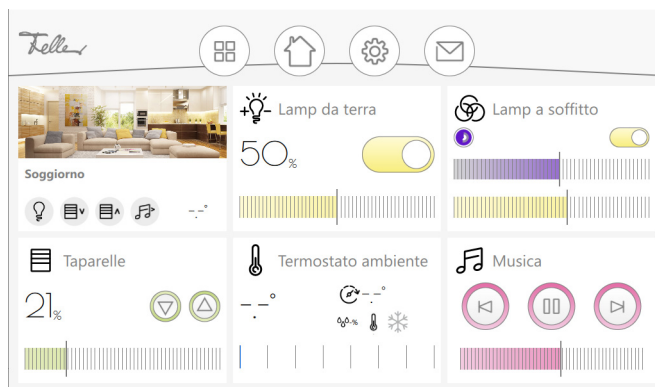 Feller
Lamp da terra
Lamp a soffitto
50%
Soggiorno
--°
Taparelle
Termostato ambiente
Musica
21%
--°
--°
--%